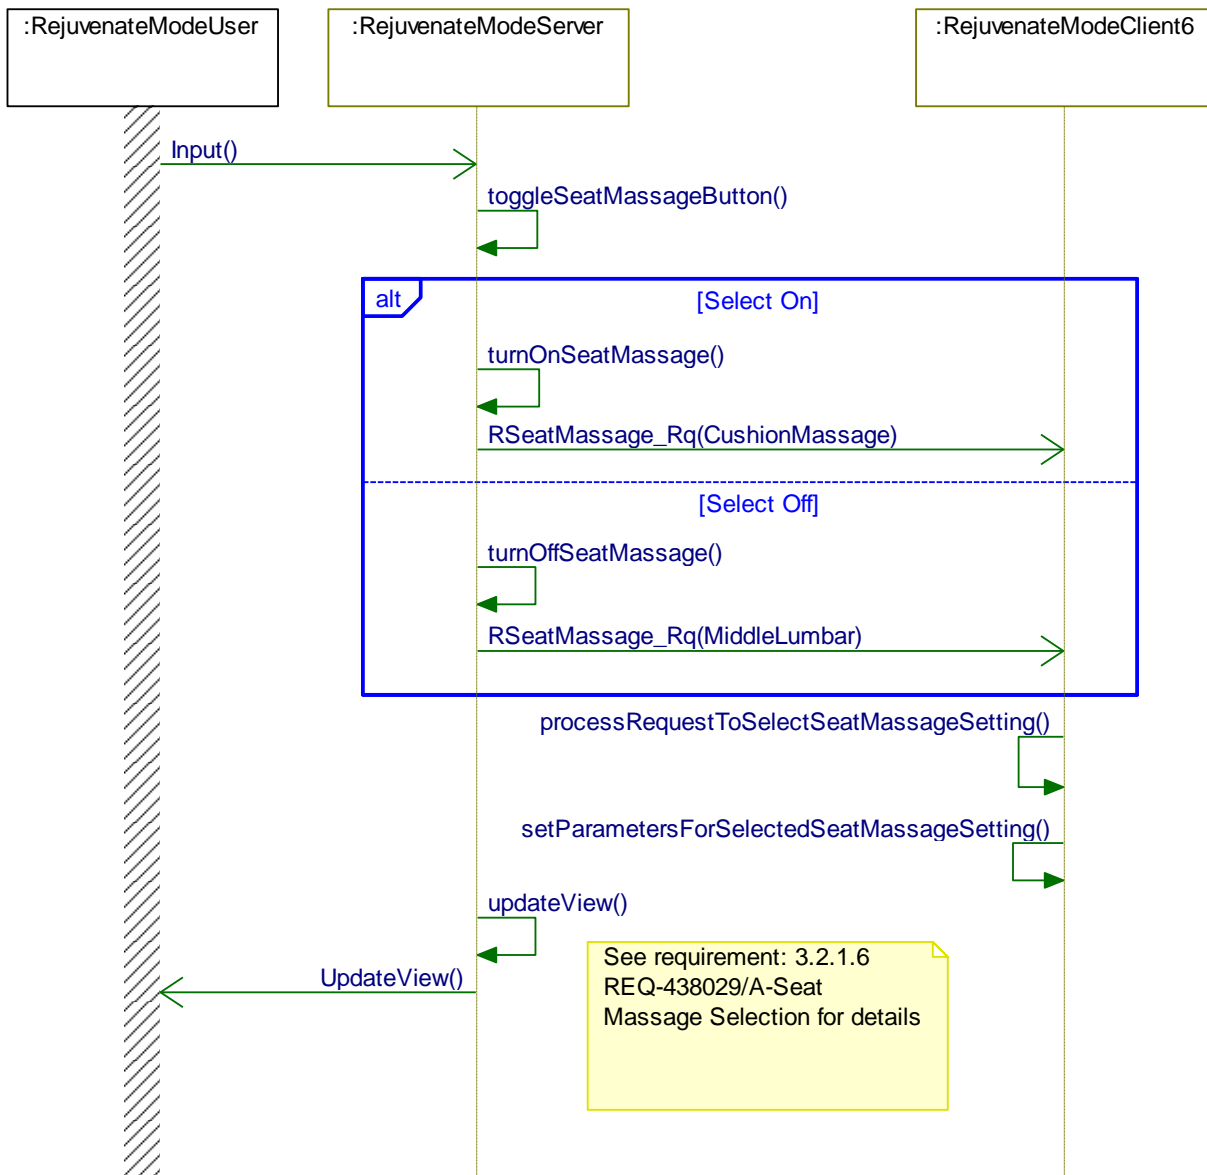 :RejuvenateModeUser
:RejuvenateModeServer
:RejuvenateModeClient6
Input()
toggleSeatMassageButton()
alt
[Select On]
turnOnSeatMassage()
RSeatMassage_Rq(CushionMassage)
[Select Off]
turnOffSeatMassage()
RSeatMassage_Rq(MiddleLumbar)
processRequestToSelectSeatMassageSetting()
setParametersForSelectedSeatMassageSetting()
updateView()
UpdateView()
See requirement: 3.2.1.6
REQ-438029/A-Seat
Massage Selection for details